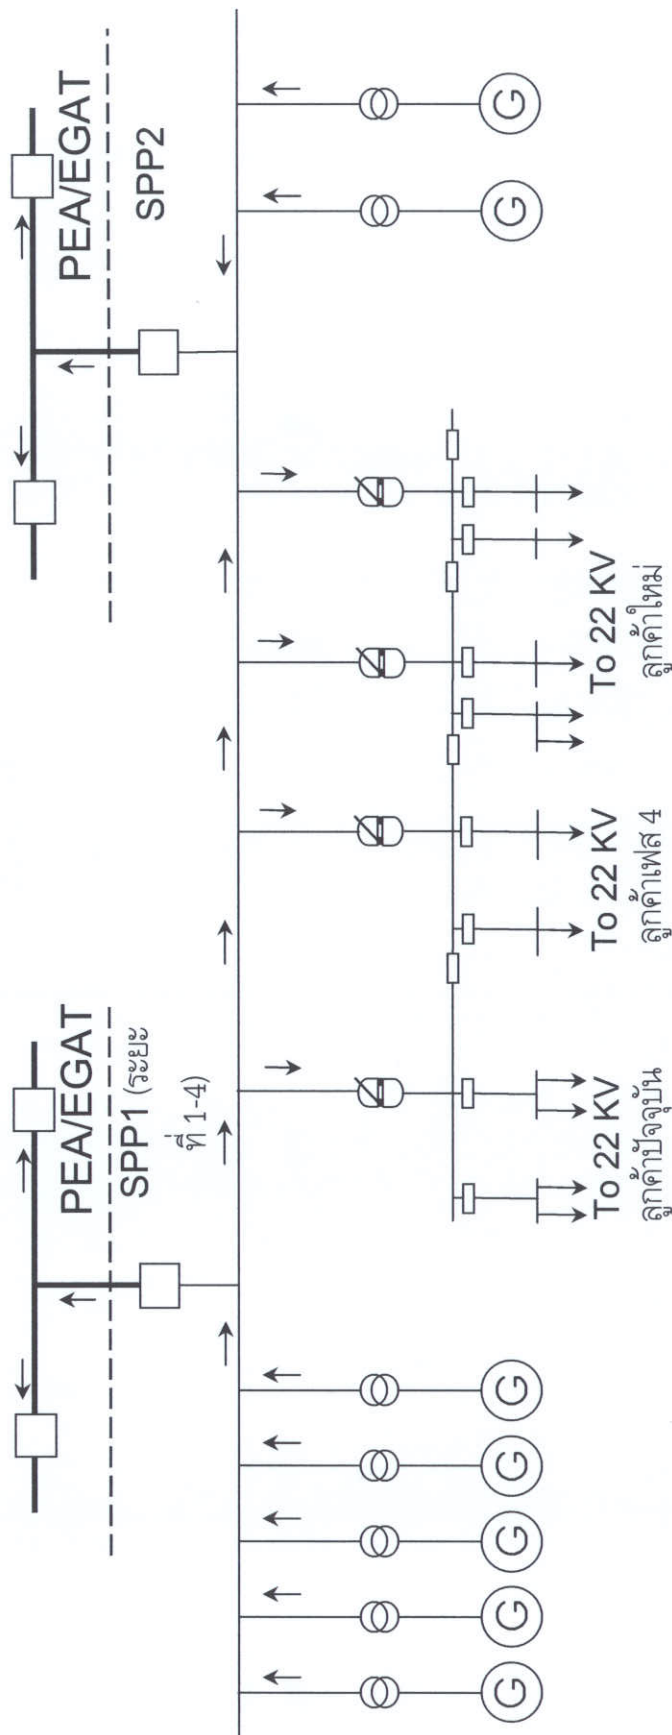 PEA/EGAT
SPP1 (ระยะ
ที่ 1-4)
PEA/EGAT
SPP2
G
G
G
G
G
G
G
To 22 KV
ลูกค้าปัจจุบัน
To 22 KV
ลูกค้าเฟส 4
To 22 KV
ลูกค้าใหม่